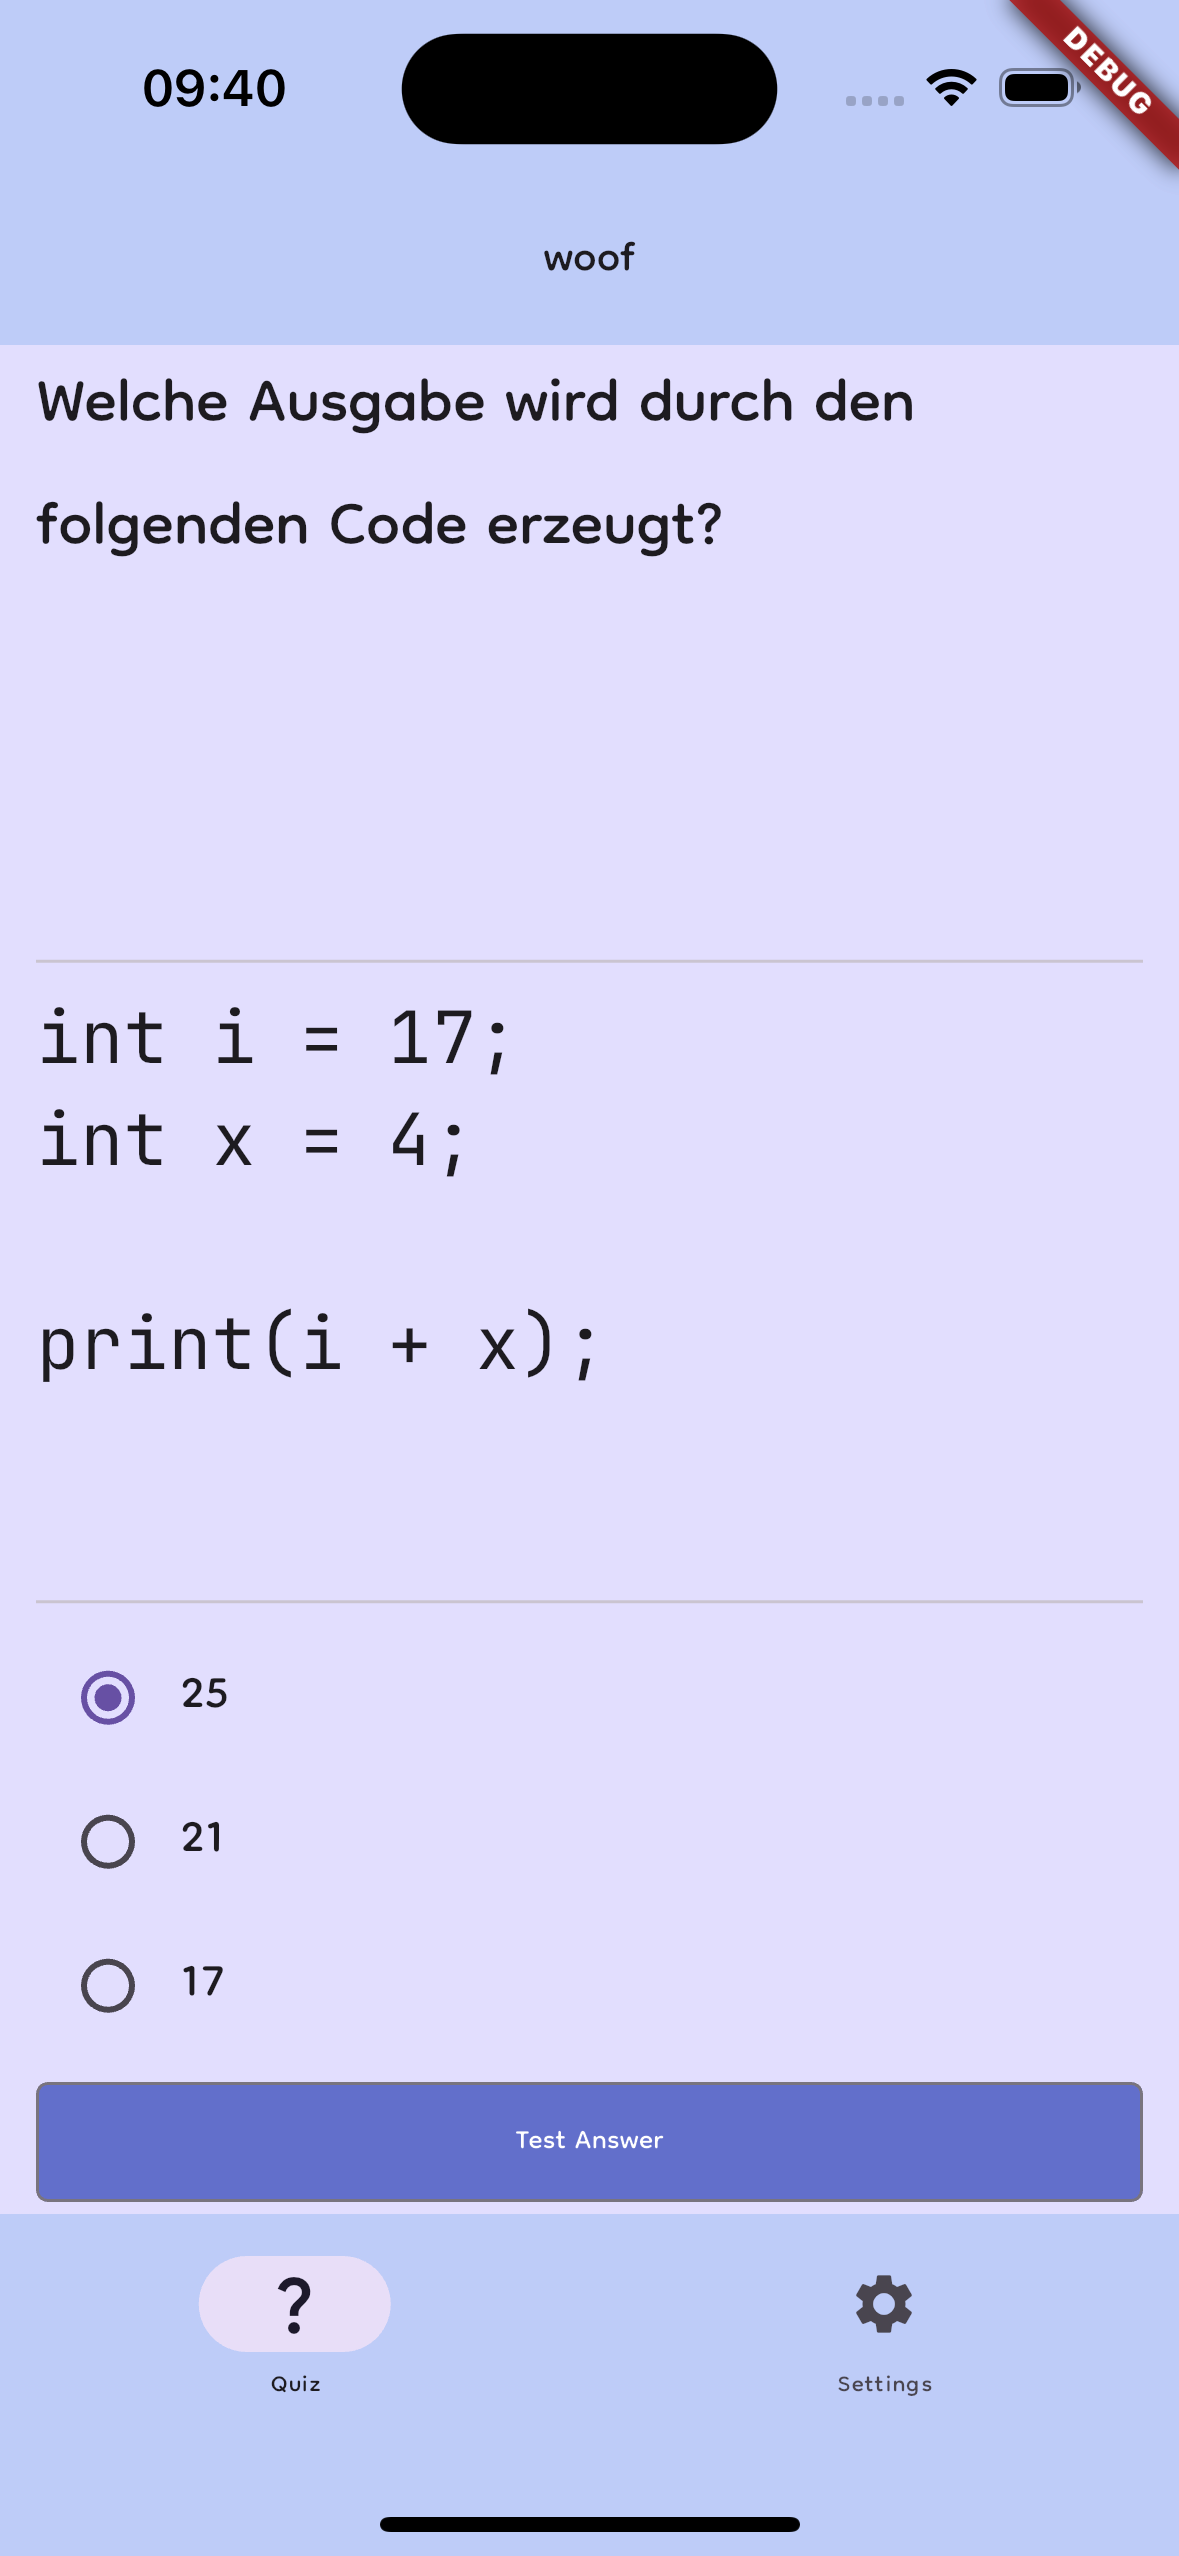 09:40
DEBUG
woof
Welche Ausgabe wird durch den
folgenden Code erzeugt?
int i = 17;
int x = 4;
print(i + x);
25
21
17
Test Answer
?
Quiz
Settings